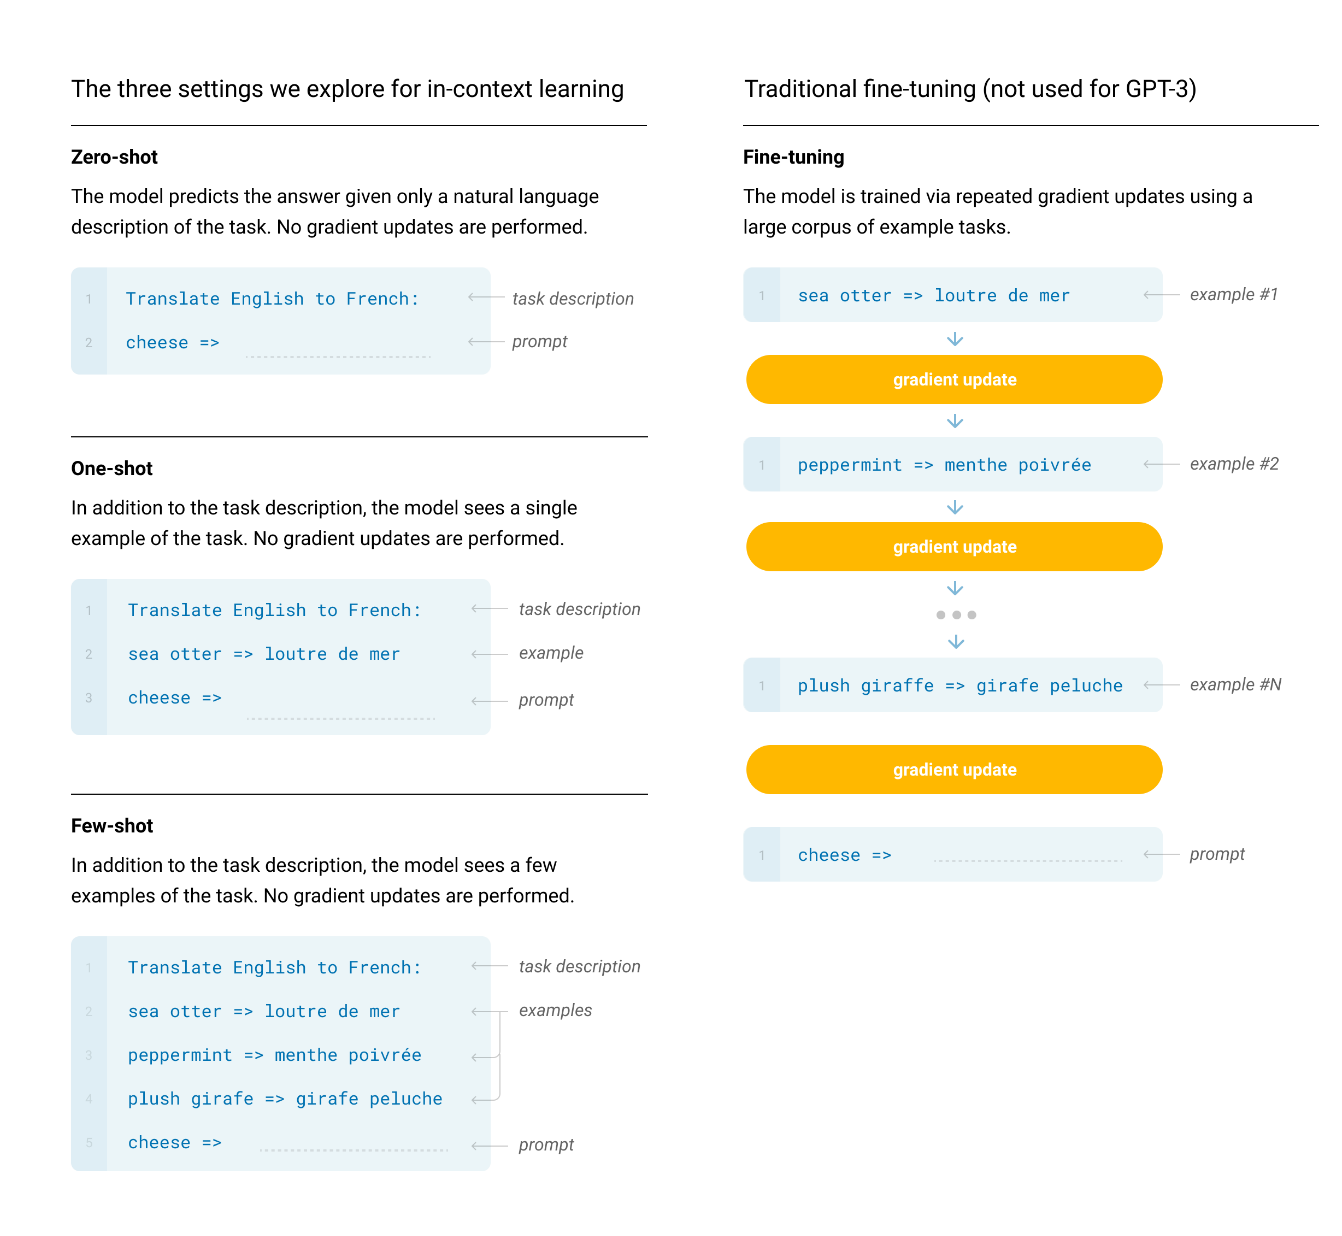 The three settings we explore for in-context learning
Zero-shot
The model predicts the answer given only a natural language
description of the task. No gradient updates are performed.
1 Translate English to French: task description
2 cheese => prompt
One-shot
In addition to the task description, the model sees a single
example of the task. No gradient updates are performed.
1 Translate English to French: task description
2 sea otter => loutre de mer example
3 cheese => prompt
Few-shot
In addition to the task description, the model sees a few
examples of the task. No gradient updates are performed.
1 Translate English to French: task description
2 sea otter => loutre de mer examples
3 peppermint => menthe poivrée
4 plush girafe => girafe peluche
5 cheese => prompt
Traditional fine-tuning (not used for GPT-3)
Fine-tuning
The model is trained via repeated gradient updates using a
large corpus of example tasks.
1 sea otter => loutre de mer example #1
gradient update
1 peppermint => menthe poivrée example #2
gradient update
1 plush giraffe => girafe peluche example #N
gradient update
1 cheese => prompt